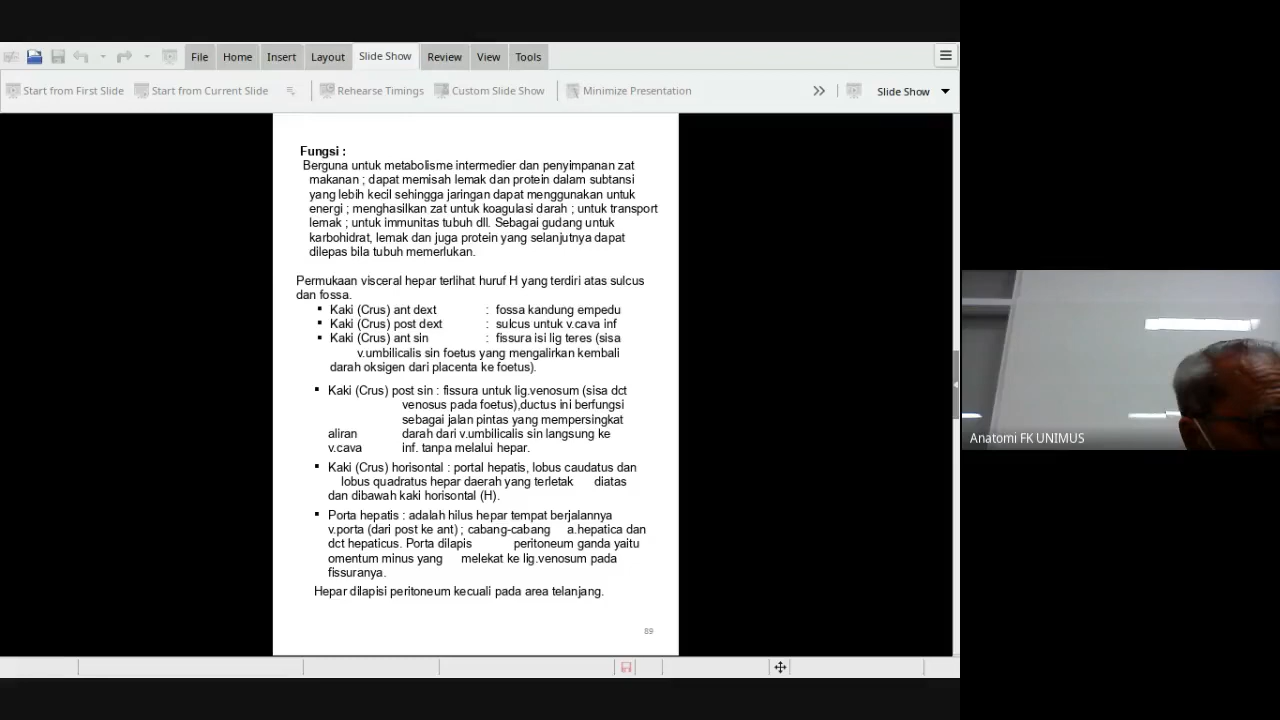 File Home Insert Layout Slide Show Review View Tools
Start from First Slide Start from Current Slide Rehearse Timings Custom Slide Show Minimize Presentation Slide Show
Fungsi :
Berguna untuk metabolisme intermedier dan penyimpanan zat
makanan ; dapat memisah lemak dan protein dalam subtansi
yang lebih kecil sehingga jaringan dapat menggunakan untuk
energi ; menghasilkan zat untuk koagulasi darah ; untuk transport
lemak ; untuk immunitas tubuh dll. Sebagai gudang untuk
karbohidrat, lemak dan juga protein yang selanjutnya dapat
dilepas bila tubuh memerlukan.
Permukaan visceral hepar terlihat huruf H yang terdiri atas sulcus
dan fossa.
▪ Kaki (Crus) ant dext : fossa kandung empedu
▪ Kaki (Crus) post dext : sulcus untuk v.cava inf
▪ Kaki (Crus) ant sin : fissura isi lig teres (sisa
v.umbilicalis sin foetus yang mengalirkan kembali
darah oksigen dari placenta ke foetus).
▪ Kaki (Crus) post sin : fissura untuk lig.venosum (sisa dct
venosus pada foetus),ductus ini berfungsi
sebagai jalan pintas yang mempersingkat
aliran darah dari v.umbilicalis sin langsung ke
v.cava inf. tanpa melalui hepar.
▪ Kaki (Crus) horisontal : portal hepatis, lobus caudatus dan
lobus quadratus hepar daerah yang terletak diatas
dan dibawah kaki horisontal (H).
▪ Porta hepatis : adalah hilus hepar tempat berjalannya
v.porta (dari post ke ant) ; cabang-cabang a.hepatica dan
dct hepaticus. Porta dilapis peritoneum ganda yaitu
omentum minus yang melekat ke lig.venosum pada
fissuranya.
Hepar dilapisi peritoneum kecuali pada area telanjang.
89
Anatomi FK UNIMUS